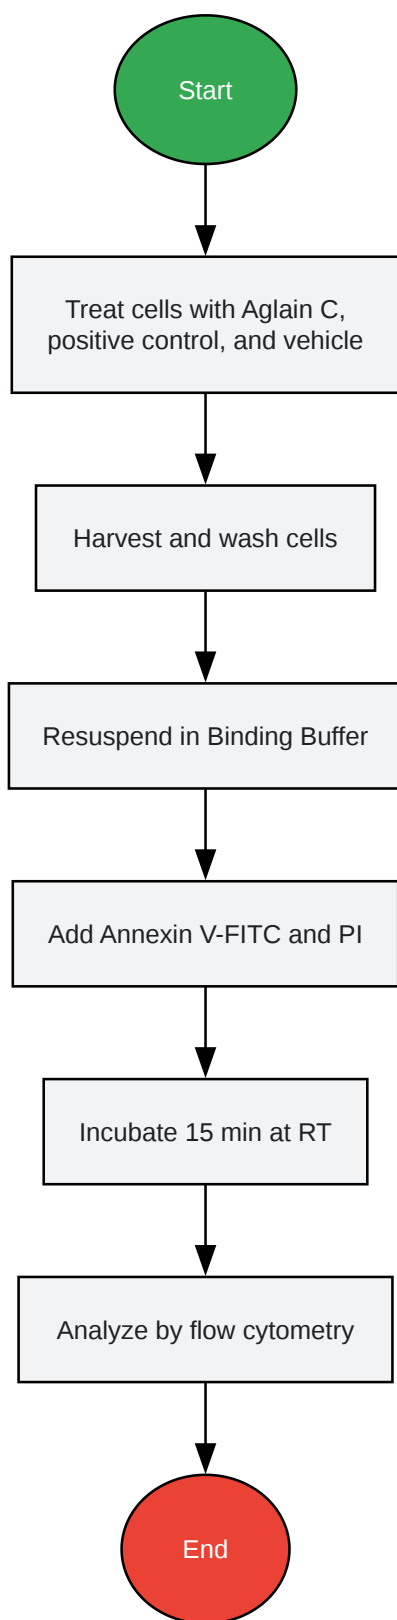 Start
Treat cells with Aglain C,
positive control, and vehicle
Harvest and wash cells
Resuspend in Binding Buffer
Add Annexin V-FITC and PI
Incubate 15 min at RT
Analyze by flow cytometry
End